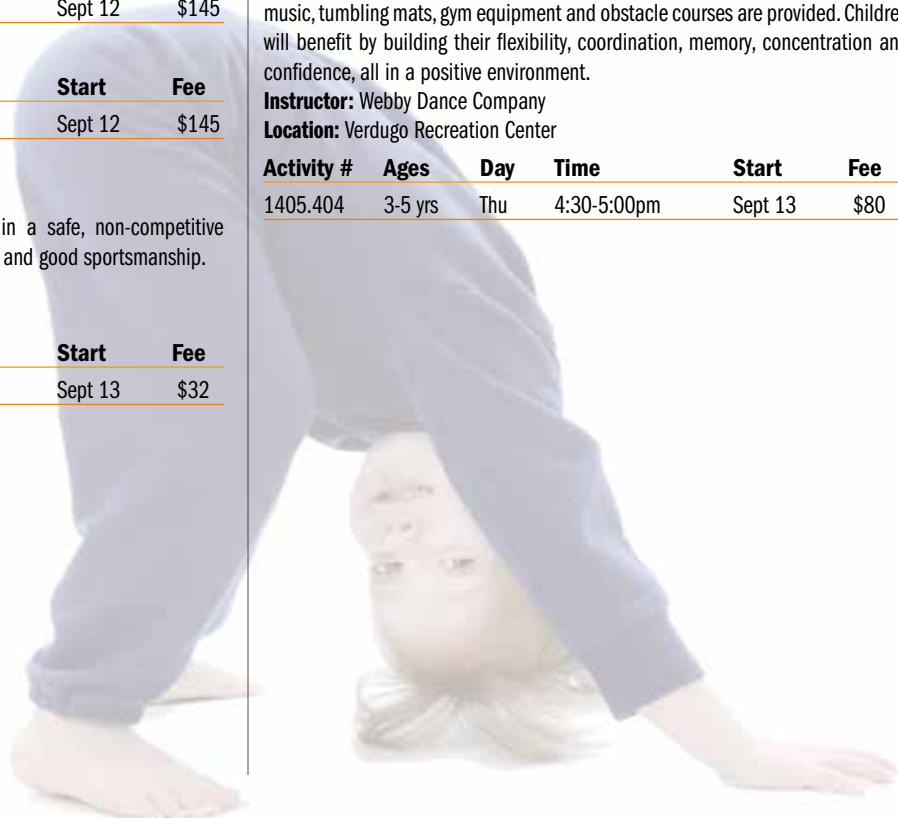 Sept 12 $145
Start Fee
Sept 12 $145
in a safe, non-competitive
and good sportsmanship.
Start Fee
Sept 13 $32
music, tumbling mats, gym equipment and obstacle courses are provided. Childre
will benefit by building their flexibility, coordination, memory, concentration an
confidence, all in a positive environment.
Instructor: Webby Dance Company
Location: Verdugo Recreation Center
Activity # Ages Day Time Start Fee
1405.404 3-5 yrs Thu 4:30-5:00pm Sept 13 $80